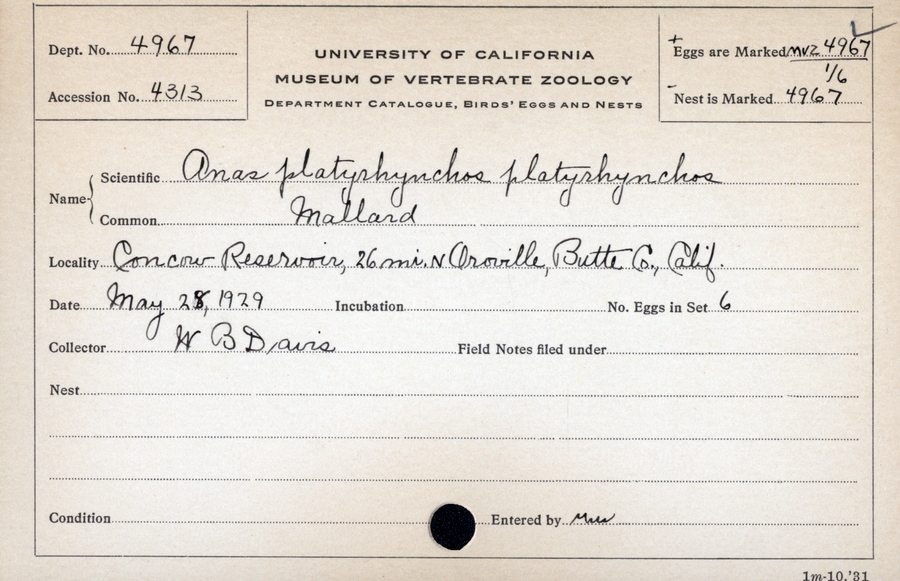 Dept. No. 4967
Accession No. 4313
UNIVERSITY OF CALIFORNIA
MUSEUM OF VERTEBRATE ZOOLOGY
DEPARTMENT CATALOGUE, BIRDS' EGGS AND NESTS
+ Eggs are Marked MVZ 4967
1/6
- Nest is Marked 4967
Name { Scientific Anas platyrhynchos platyrhynchos
Common Mallard
Locality Concow Reservoir, 26 mi. N Oroville, Butte Co., Calif.
Date May 28, 1929 Incubation No. Eggs in Set 6
Collector W B Davis Field Notes filed under
Nest
Condition Entered by
1m-10,'31